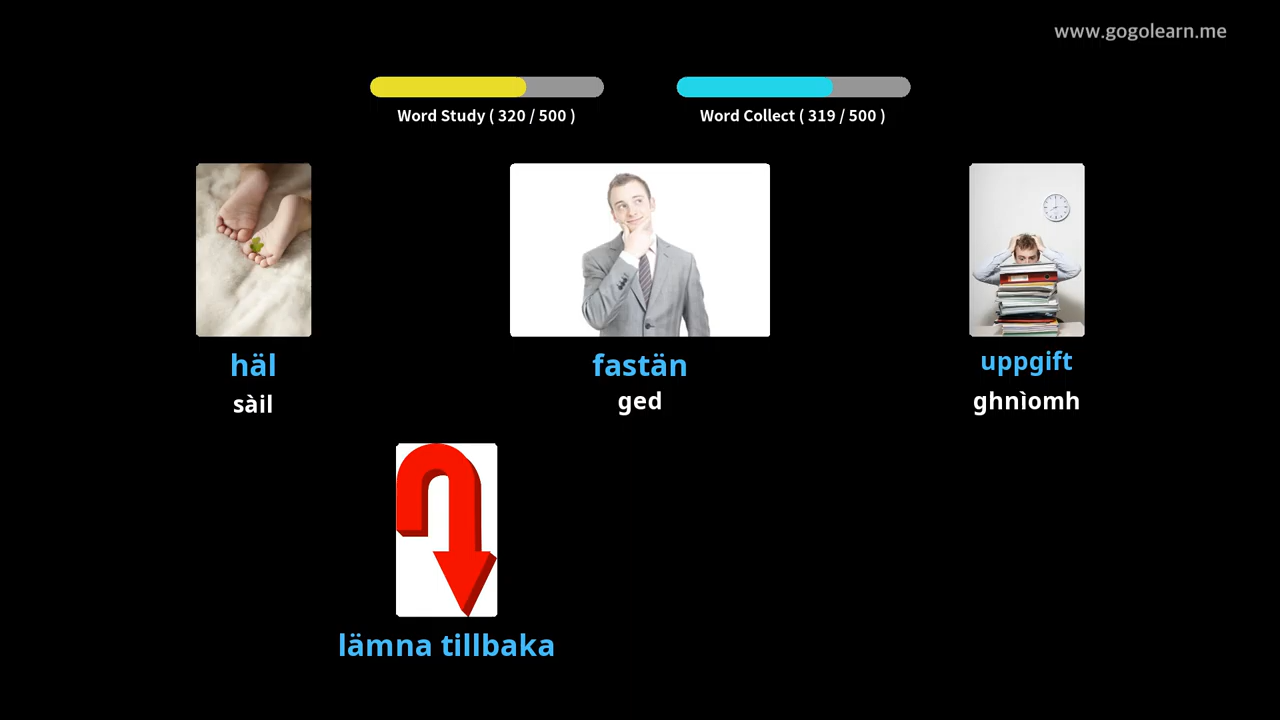 www.gogolearn.me
Word Study ( 320 / 500 )
Word Collect ( 319 / 500 )
häl
fastän
uppgift
sàil
ged
ghnìomh
lämna tillbaka